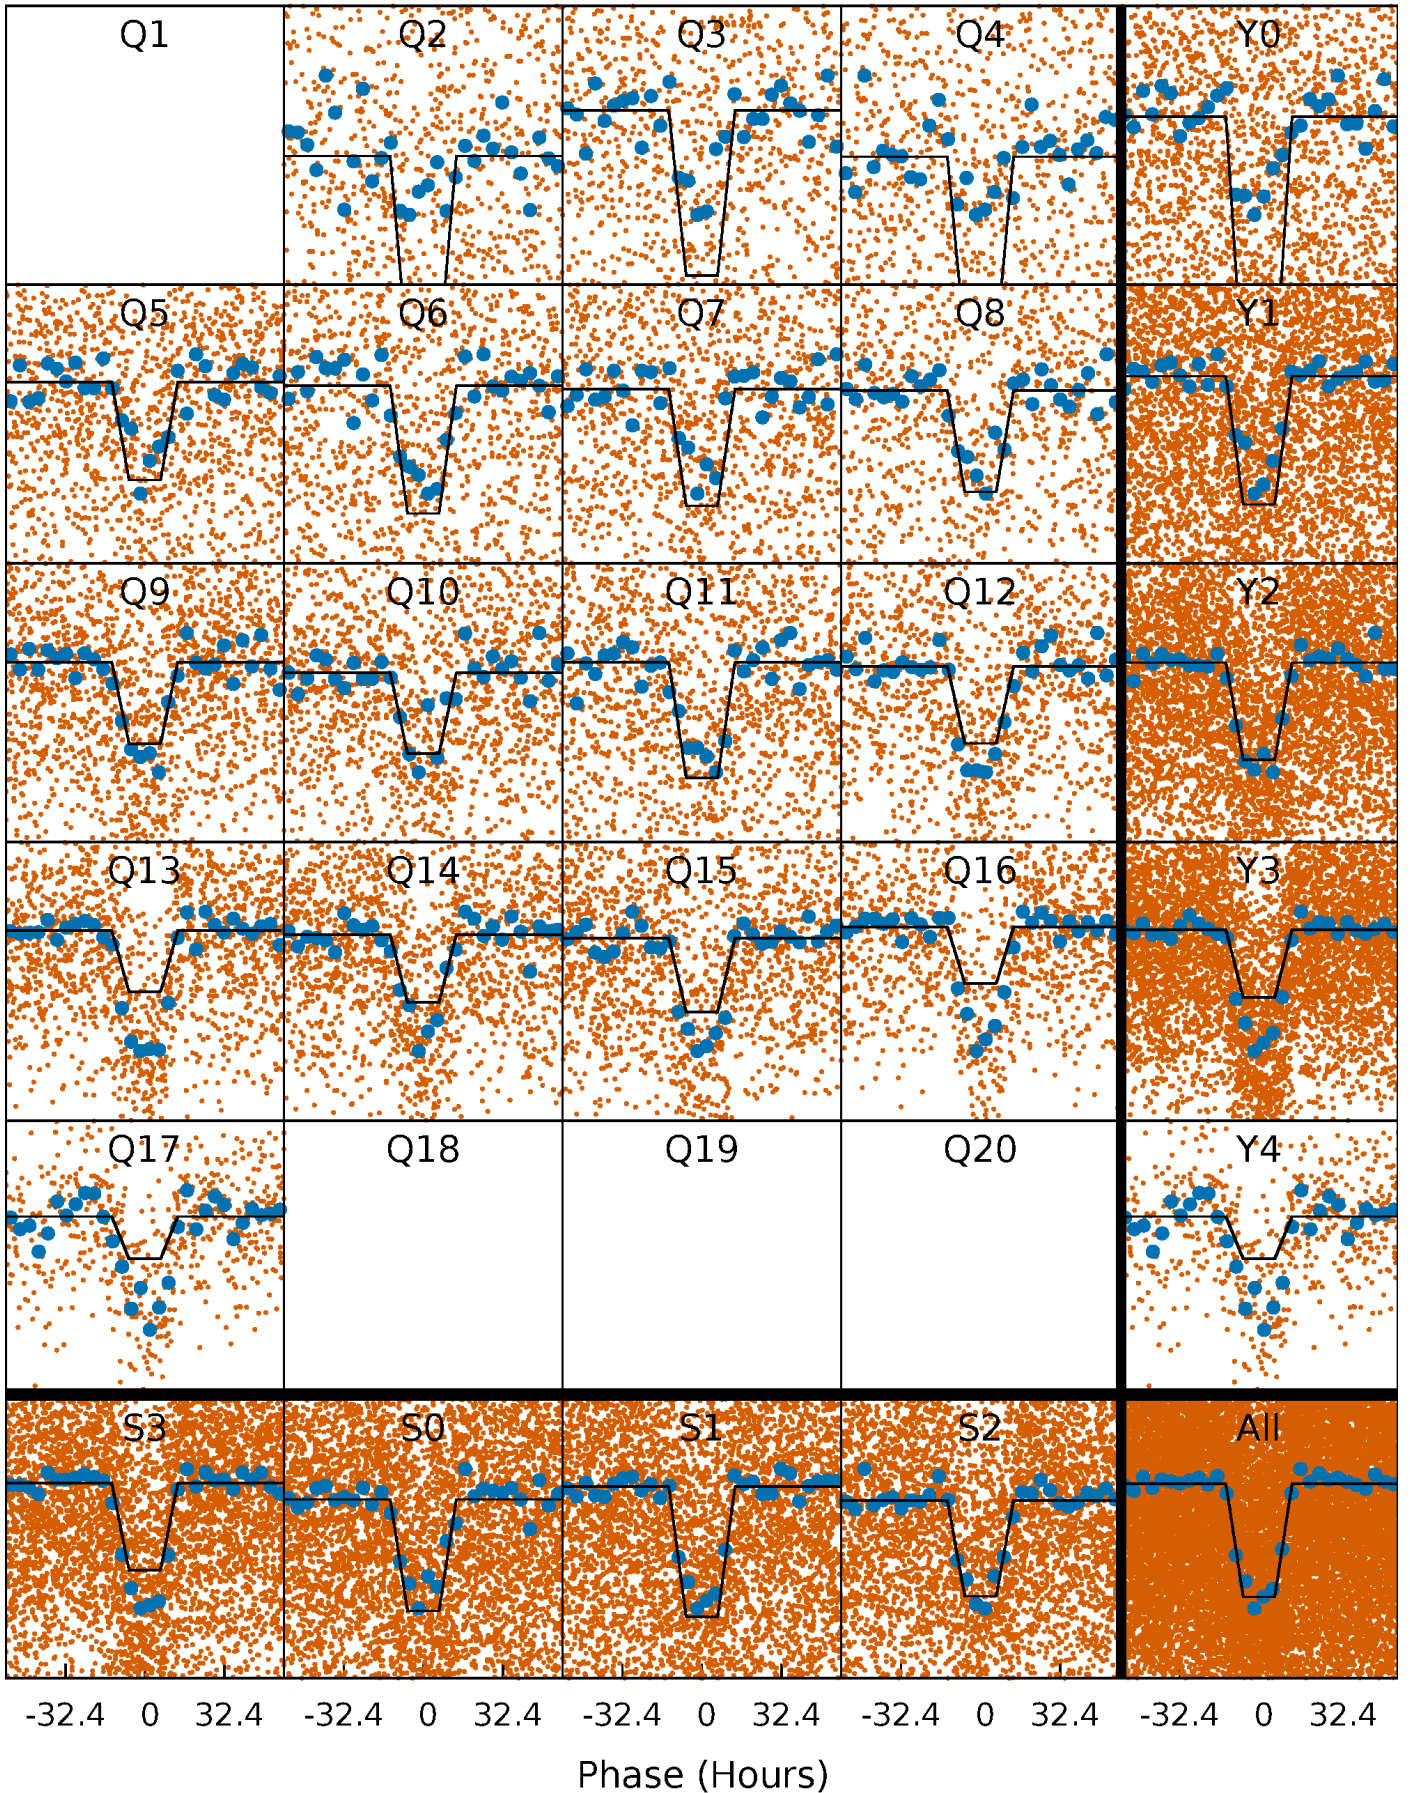 Q1 Q2 Q3 Q4 Y0
Q5 Q6 Q7 Q8 Y1
Q9 Q10 Q11 Q12 Y2
Q13 Q14 Q15 Q16 Y3
Q17 Q18 Q19 Q20 Y4
S3 S0 S1 S2 All
-32.4 0 32.4 -32.4 0 32.4 -32.4 0 32.4 -32.4 0 32.4 -32.4 0 32.4
Phase (Hours)